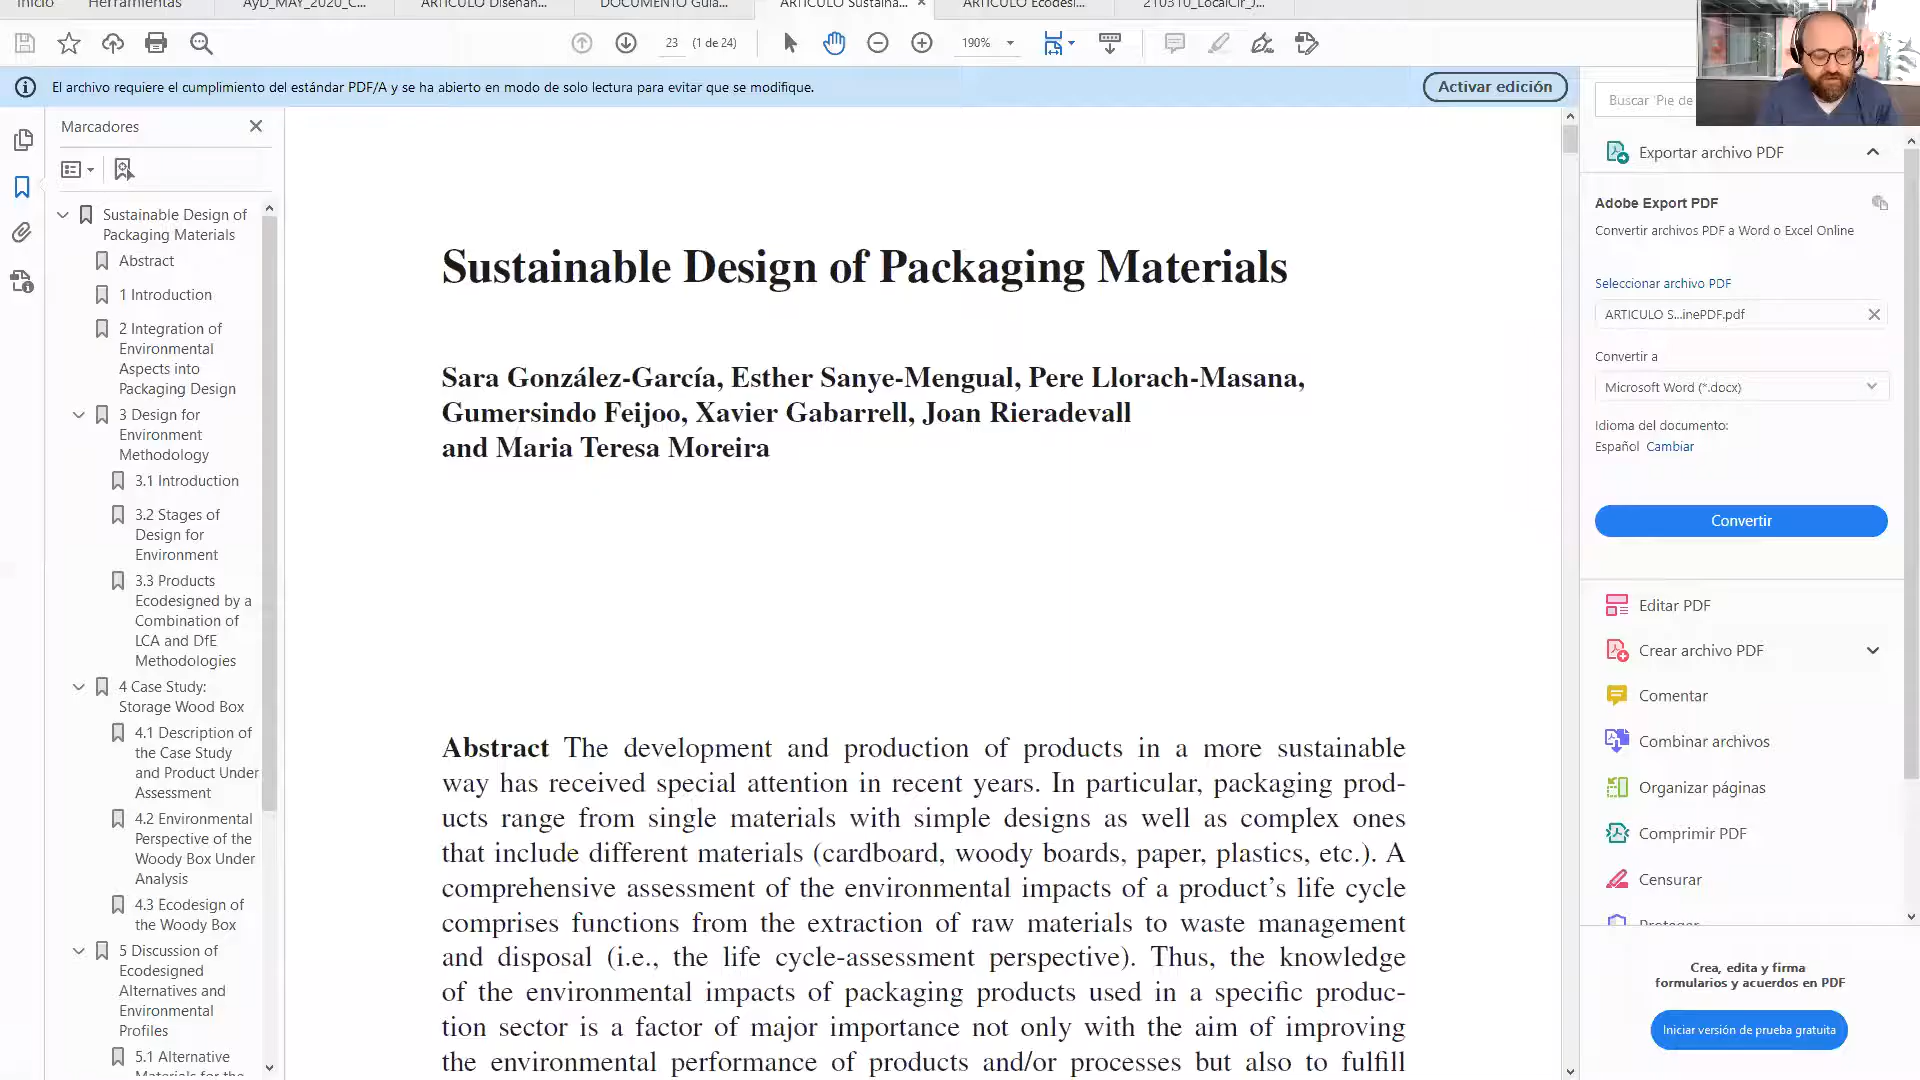 Inicio
Herramientas
AyD_MAY_2020_C...
ARTICULO Diseñan...
DOCUMENTO Guia...
ARTICULO Sustaina...
ARTICULO Ecodesi...
210310_LocalCir_J...
23
(1 de 24)
190%
El archivo requiere el cumplimiento del estándar PDF/A y se ha abierto en modo de solo lectura para evitar que se modifique.
Activar edición
Marcadores
Sustainable Design of
Packaging Materials
Abstract
1 Introduction
2 Integration of
Environmental
Aspects into
Packaging Design
3 Design for
Environment
Methodology
3.1 Introduction
3.2 Stages of
Design for
Environment
3.3 Products
Ecodesigned by a
Combination of
LCA and DfE
Methodologies
4 Case Study:
Storage Wood Box
4.1 Description of
the Case Study
and Product Under
Assessment
4.2 Environmental
Perspective of the
Woody Box Under
Analysis
4.3 Ecodesign of
the Woody Box
5 Discussion of
Ecodesigned
Alternatives and
Environmental
Profiles
5.1 Alternative
Materials for the
Sustainable Design of Packaging Materials
Sara González-García, Esther Sanye-Mengual, Pere Llorach-Masana,
Gumersindo Feijoo, Xavier Gabarrell, Joan Rieradevall
and Maria Teresa Moreira
Abstract The development and production of products in a more sustainable
way has received special attention in recent years. In particular, packaging prod-
ucts range from single materials with simple designs as well as complex ones
that include different materials (cardboard, woody boards, paper, plastics, etc.). A
comprehensive assessment of the environmental impacts of a product’s life cycle
comprises functions from the extraction of raw materials to waste management
and disposal (i.e., the life cycle-assessment perspective). Thus, the knowledge
of the environmental impacts of packaging products used in a specific produc-
tion sector is a factor of major importance not only with the aim of improving
the environmental performance of products and/or processes but also to fulfill
Buscar 'Pie de
Exportar archivo PDF
Adobe Export PDF
Convertir archivos PDF a Word o Excel Online
Seleccionar archivo PDF
ARTICULO S...inePDF.pdf
Convertir a
Microsoft Word (*.docx)
Idioma del documento:
Español Cambiar
Convertir
Editar PDF
Crear archivo PDF
Comentar
Combinar archivos
Organizar páginas
Comprimir PDF
Censurar
Proteger
Crea, edita y firma
formularios y acuerdos en PDF
Iniciar versión de prueba gratuita